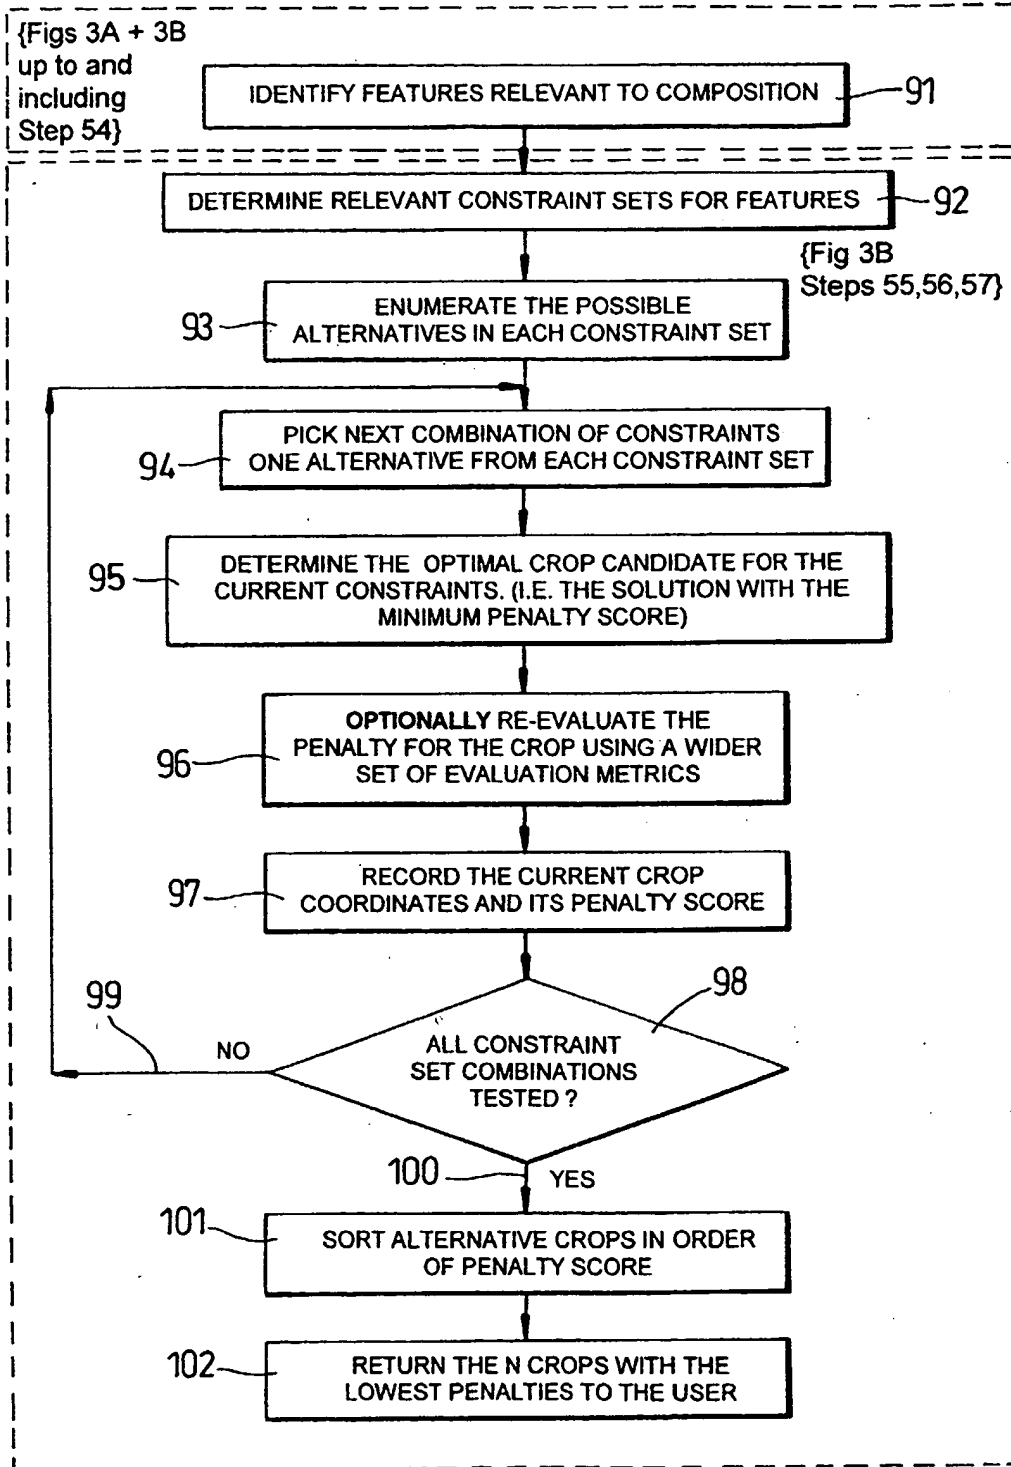 {Figs 3A + 3B
up to and
including
Step 54}
IDENTIFY FEATURES RELEVANT TO COMPOSITION
91
DETERMINE RELEVANT CONSTRAINT SETS FOR FEATURES
92
{Fig 3B
Steps 55,56,57}
93
ENUMERATE THE POSSIBLE
ALTERNATIVES IN EACH CONSTRAINT SET
94
PICK NEXT COMBINATION OF CONSTRAINTS
ONE ALTERNATIVE FROM EACH CONSTRAINT SET
95
DETERMINE THE OPTIMAL CROP CANDIDATE FOR THE
CURRENT CONSTRAINTS. (I.E. THE SOLUTION WITH THE
MINIMUM PENALTY SCORE)
96
OPTIONALLY RE-EVALUATE THE
PENALTY FOR THE CROP USING A WIDER
SET OF EVALUATION METRICS
97
RECORD THE CURRENT CROP
COORDINATES AND ITS PENALTY SCORE
98
99
NO
ALL CONSTRAINT
SET COMBINATIONS
TESTED ?
100
YES
101
SORT ALTERNATIVE CROPS IN ORDER
OF PENALTY SCORE
102
RETURN THE N CROPS WITH THE
LOWEST PENALTIES TO THE USER